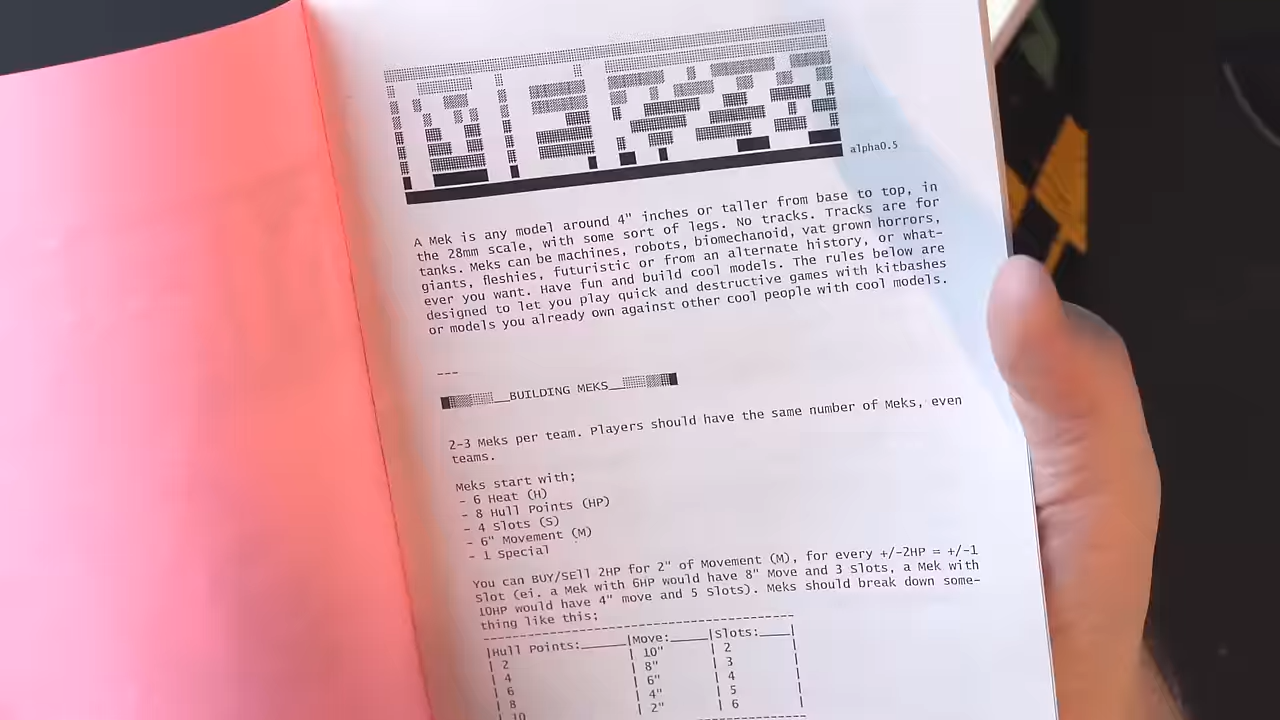 alpha0.5
A Mek is any model around 4" inches or taller from base to top, in
the 28mm scale, with some sort of legs. No tracks. Tracks are for
tanks. Meks can be machines, robots, biomechanoid, vat grown horrors,
giants, fleshies, futuristic or from an alternate history, or what-
ever you want. Have fun and build cool models. The rules below are
designed to let you play quick and destructive games with kitbashes
or models you already own against other cool people with cool models.
---
__BUILDING MEKS__
2-3 Meks per team. Players should have the same number of Meks, even
teams.
Meks start with;
- 6 Heat (H)
- 8 Hull Points (HP)
- 4 Slots (S)
- 6" Movement (M)
- 1 Special
You can BUY/SEll 2HP for 2" of Movement (M), for every +/-2HP = +/-1
Slot (ei. a Mek with 6HP would have 8" Move and 3 Slots, a Mek with
10HP would have 4" move and 5 Slots). Meks should break down some-
thing like this;
|Hull Points:______|Move:_____|Slots:____|
| 2 | 10" | 2 |
| 4 | 8" | 3 |
| 6 | 6" | 4 |
| 8 | 4" | 5 |
| 10 | 2" | 6 |